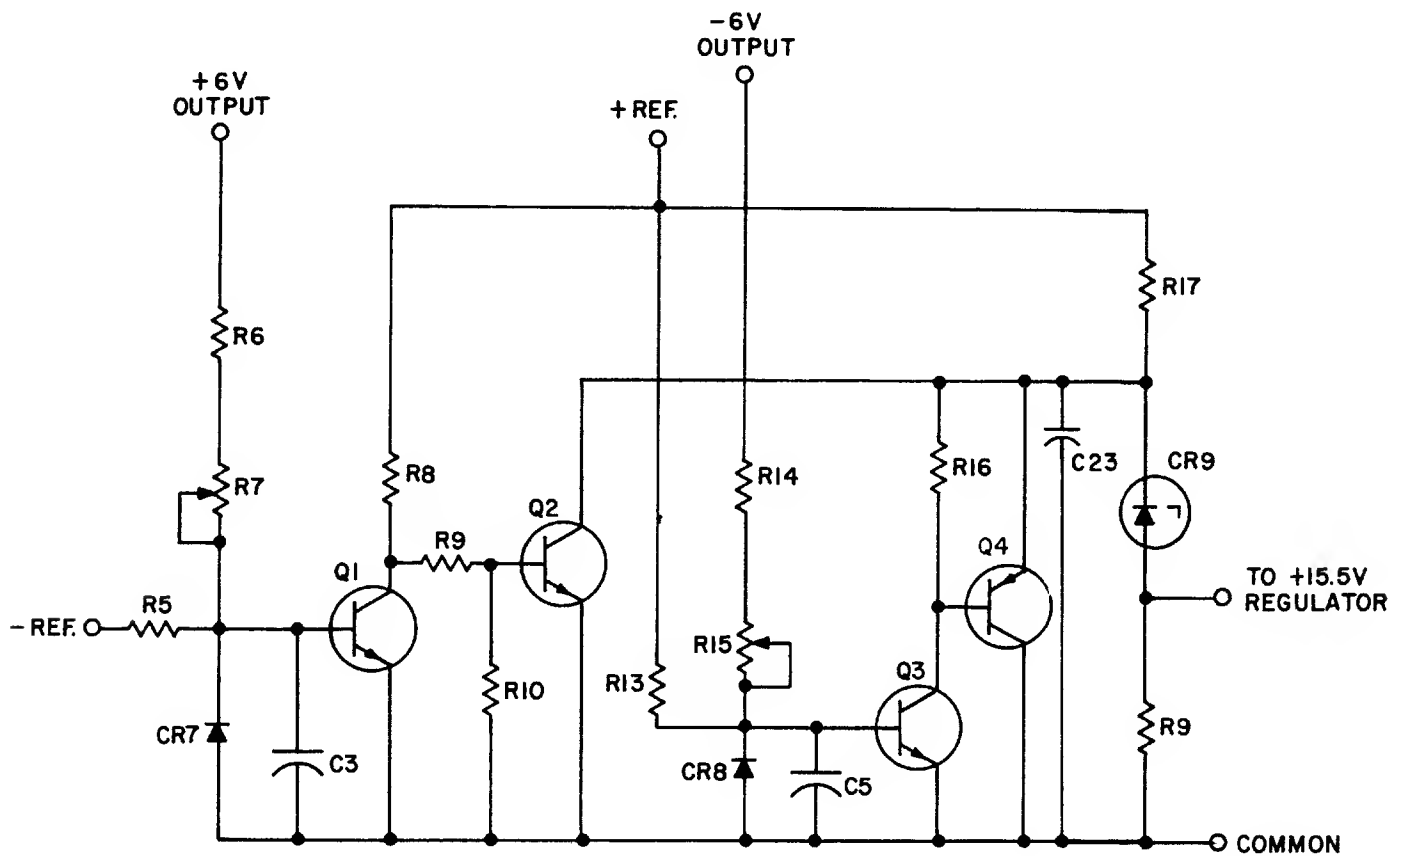 -6V
OUTPUT
+6V
OUTPUT
+ REF.
R17
R6
R7
R8
R14
R16
C23
CR9
Q2
R9
Q4
Q1
R5
- REF.
TO +15.5V
REGULATOR
R15
R13
Q3
R10
CR7
C3
CR8
C5
R9
COMMON